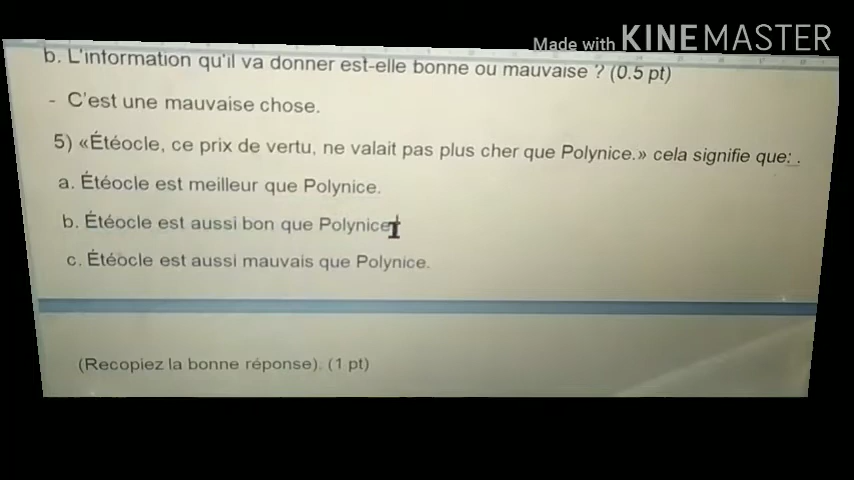 Made with KINEMASTER
b. L'information qu'il va donner est-elle bonne ou mauvaise ? (0.5 pt)
- C'est une mauvaise chose.
5) «Étéocle, ce prix de vertu, ne valait pas plus cher que Polynice.» cela signifie que: .
a. Étéocle est meilleur que Polynice.
b. Étéocle est aussi bon que Polynice
c. Étéocle est aussi mauvais que Polynice.
(Recopiez la bonne réponse). (1 pt)